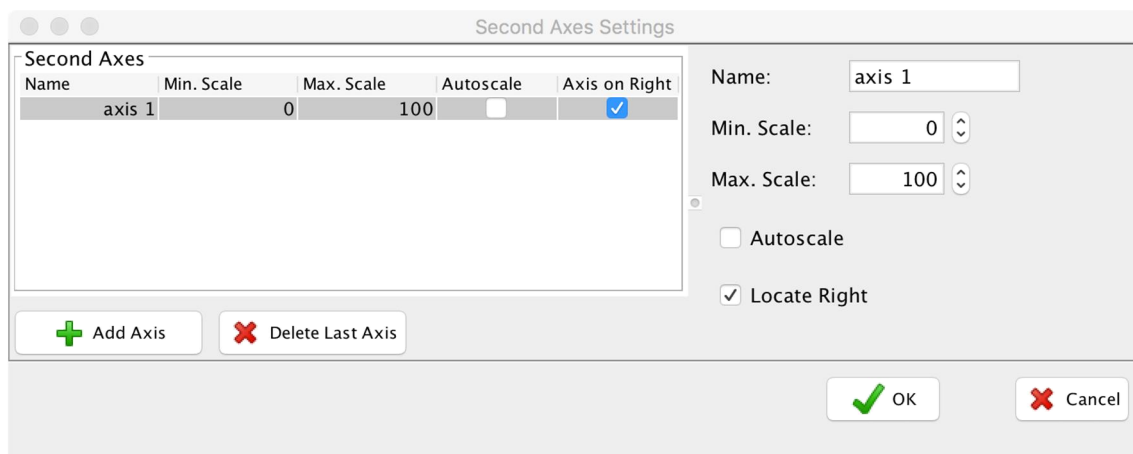 Second Axes Settings
Second Axes
Name Min. Scale Max. Scale Autoscale Axis on Right
axis 1 0 100
Add Axis Delete Last Axis
Name: axis 1
Min. Scale: 0
Max. Scale: 100
Autoscale
Locate Right
OK Cancel